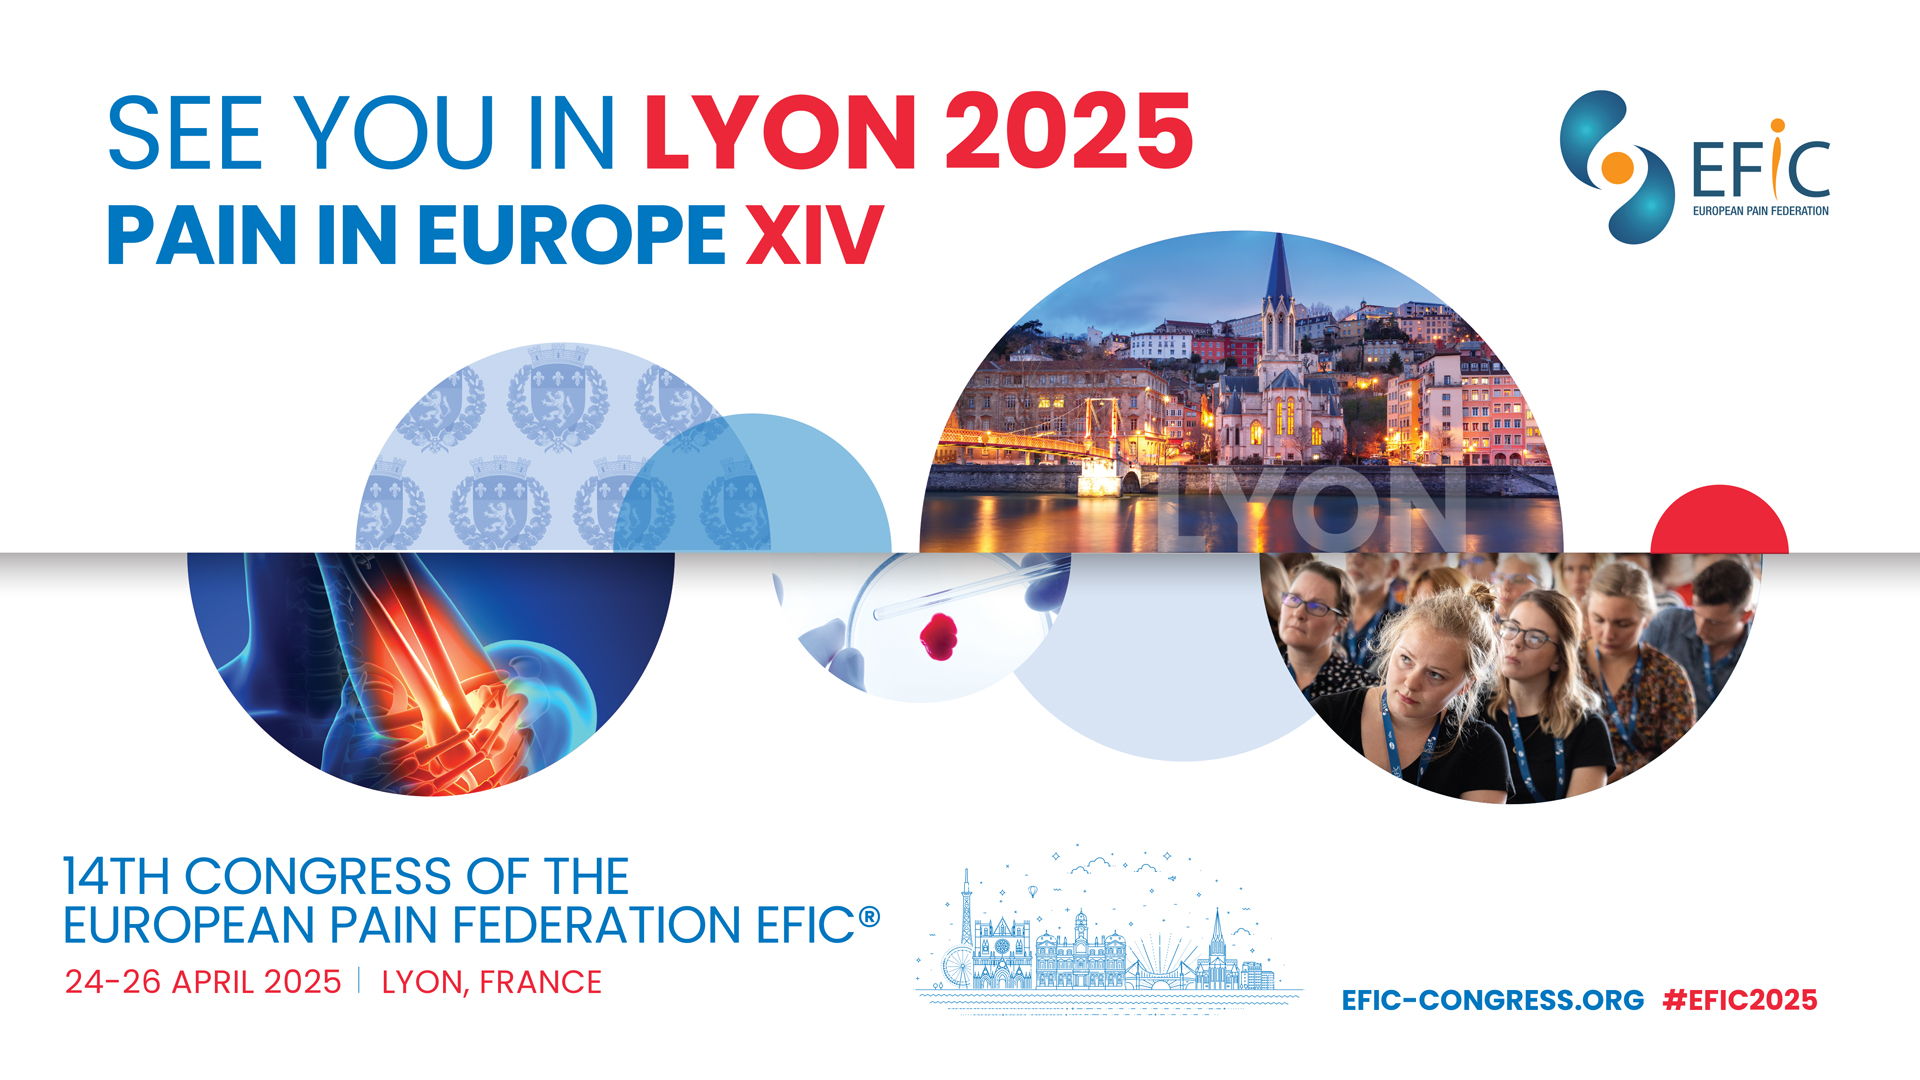 SEE YOU IN LYON 2025
PAIN IN EUROPE XIV
EFiC
EUROPEAN PAIN FEDERATION
LYON
14TH CONGRESS OF THE
EUROPEAN PAIN FEDERATION EFIC®
24-26 APRIL 2025 | LYON, FRANCE
EFIC-CONGRESS.ORG #EFIC2025